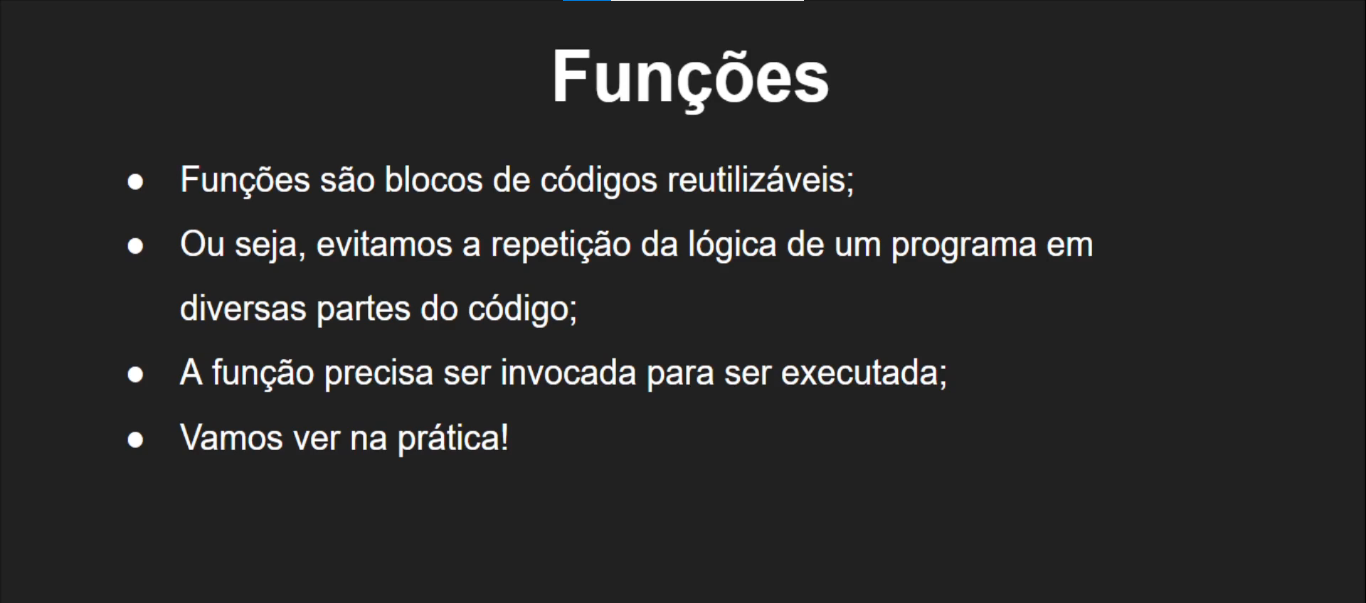 Funções
● Funções são blocos de códigos reutilizáveis;
● Ou seja, evitamos a repetição da lógica de um programa em
diversas partes do código;
● A função precisa ser invocada para ser executada;
● Vamos ver na prática!